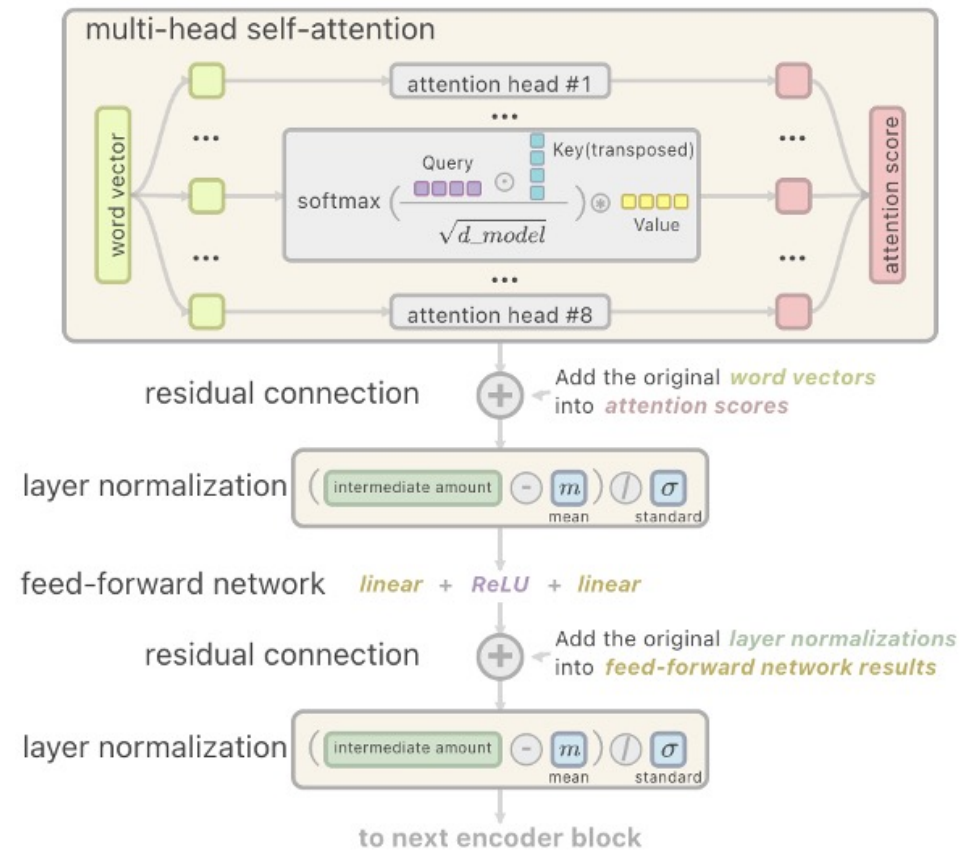 multi-head self-attention
attention head #1
...
... ...
word vector
Query
Key(transposed)
softmax ( ⊙ ) ⊛
Value
√d_model
attention score
... ...
...
attention head #8
residual connection
+
Add the original word vectors
into attention scores
layer normalization ( intermediate amount - m ) / σ
mean standard
feed-forward network linear + ReLU + linear
residual connection
+
Add the original layer normalizations
into feed-forward network results
layer normalization ( intermediate amount - m ) / σ
mean standard
to next encoder block